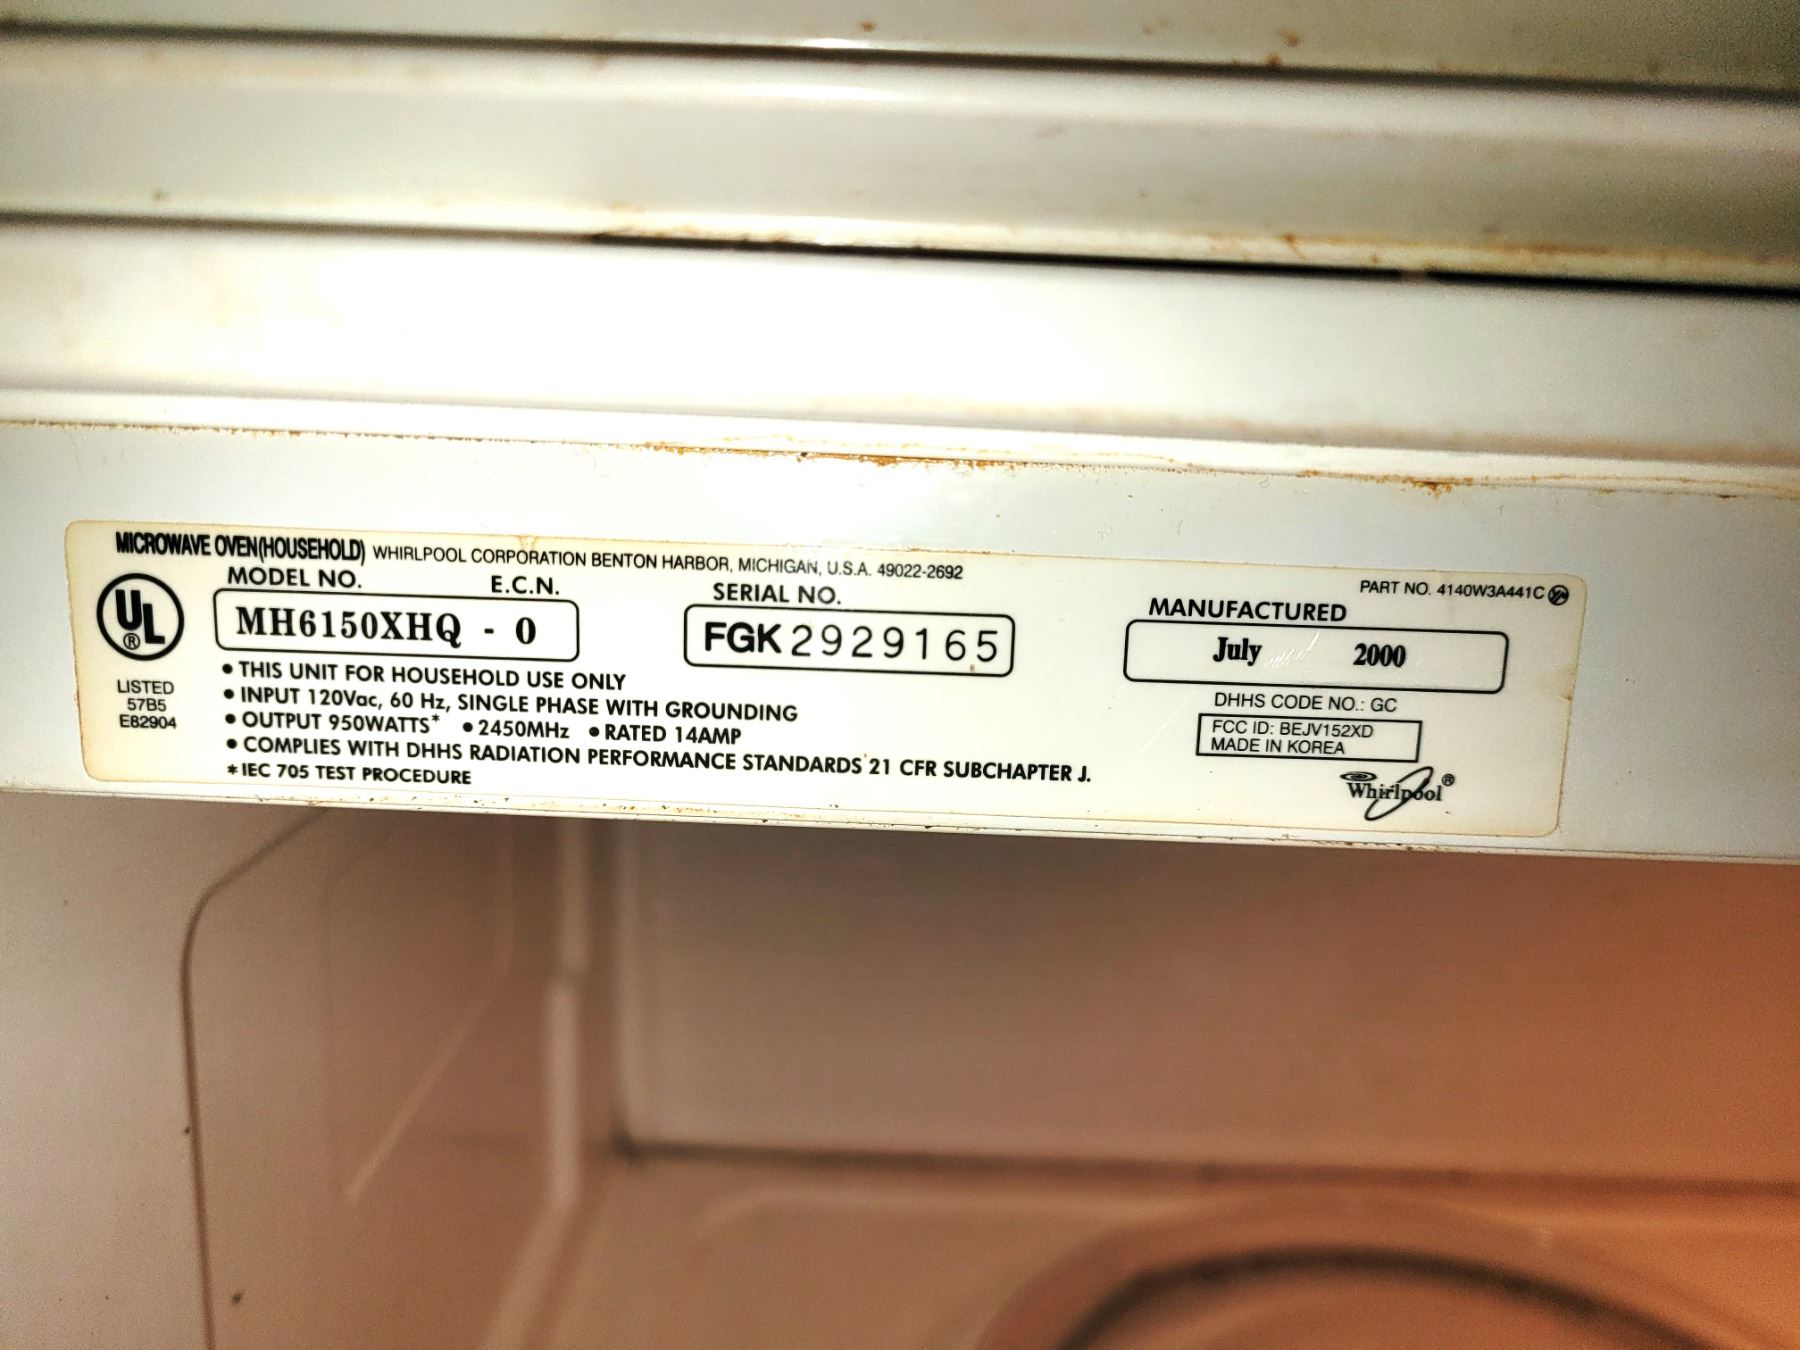 MICROWAVE OVEN(HOUSEHOLD) WHIRLPOOL CORPORATION BENTON HARBOR, MICHIGAN, U.S.A. 49022-2692
PART NO. 4140W3A441C
UL
®
LISTED
57B5
E82904
MODEL NO. E.C.N.
MH6150XHQ - 0
SERIAL NO.
FGK2929165
MANUFACTURED
July 2000
• THIS UNIT FOR HOUSEHOLD USE ONLY
• INPUT 120Vac, 60 Hz, SINGLE PHASE WITH GROUNDING
• OUTPUT 950WATTS* • 2450MHz • RATED 14AMP
• COMPLIES WITH DHHS RADIATION PERFORMANCE STANDARDS 21 CFR SUBCHAPTER J.
*IEC 705 TEST PROCEDURE
DHHS CODE NO.: GC
FCC ID: BEJV152XD
MADE IN KOREA
Whirlpool®